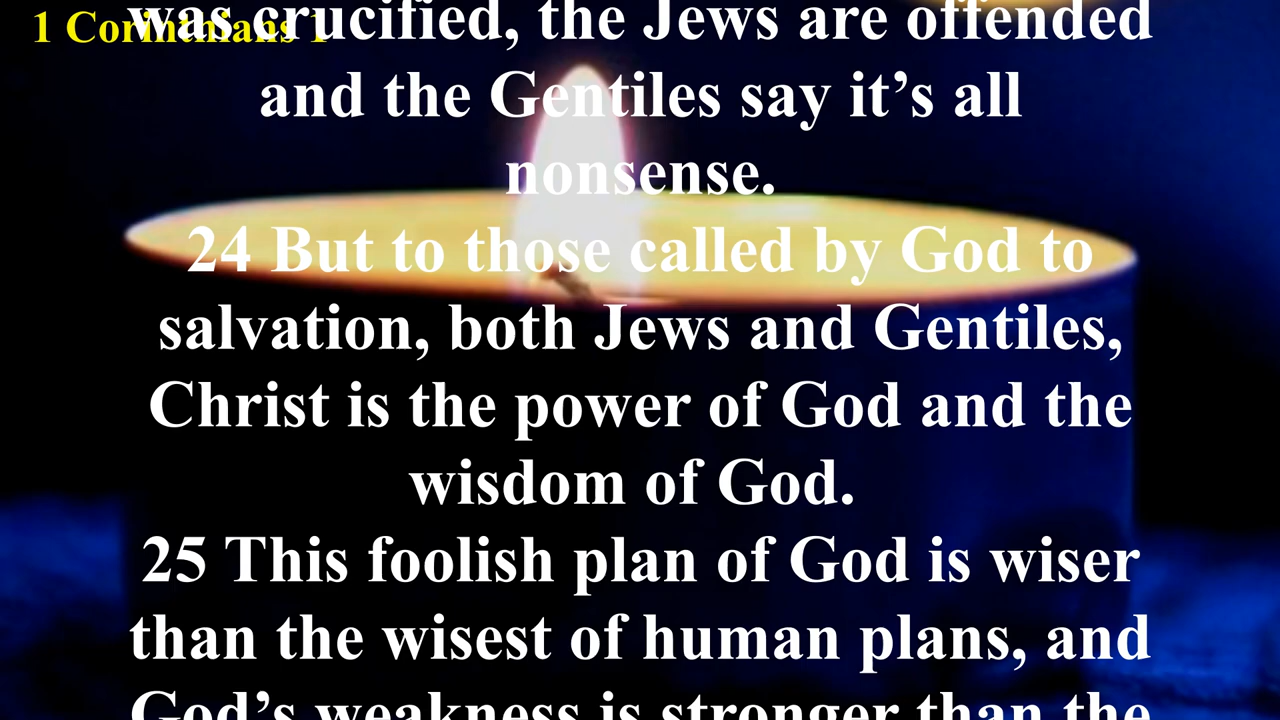 1 Corinthians 1
was crucified, the Jews are offended
and the Gentiles say it’s all
nonsense.
24 But to those called by God to
salvation, both Jews and Gentiles,
Christ is the power of God and the
wisdom of God.
25 This foolish plan of God is wiser
than the wisest of human plans, and
God’s weakness is stronger than the